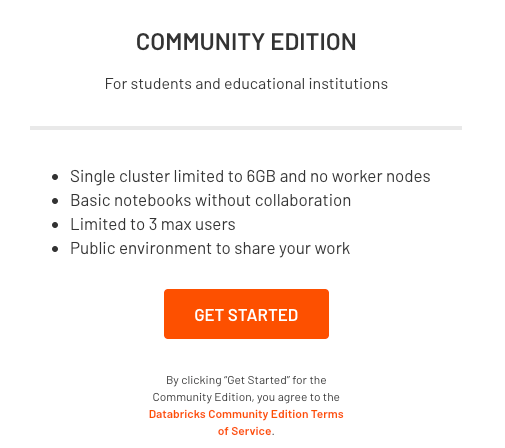 COMMUNITY EDITION
For students and educational institutions
Single cluster limited to 6GB and no worker nodes
Basic notebooks without collaboration
Limited to 3 max users
Public environment to share your work
GET STARTED
By clicking "Get Started" for the
Community Edition, you agree to the
Databricks Community Edition Terms
of Service.